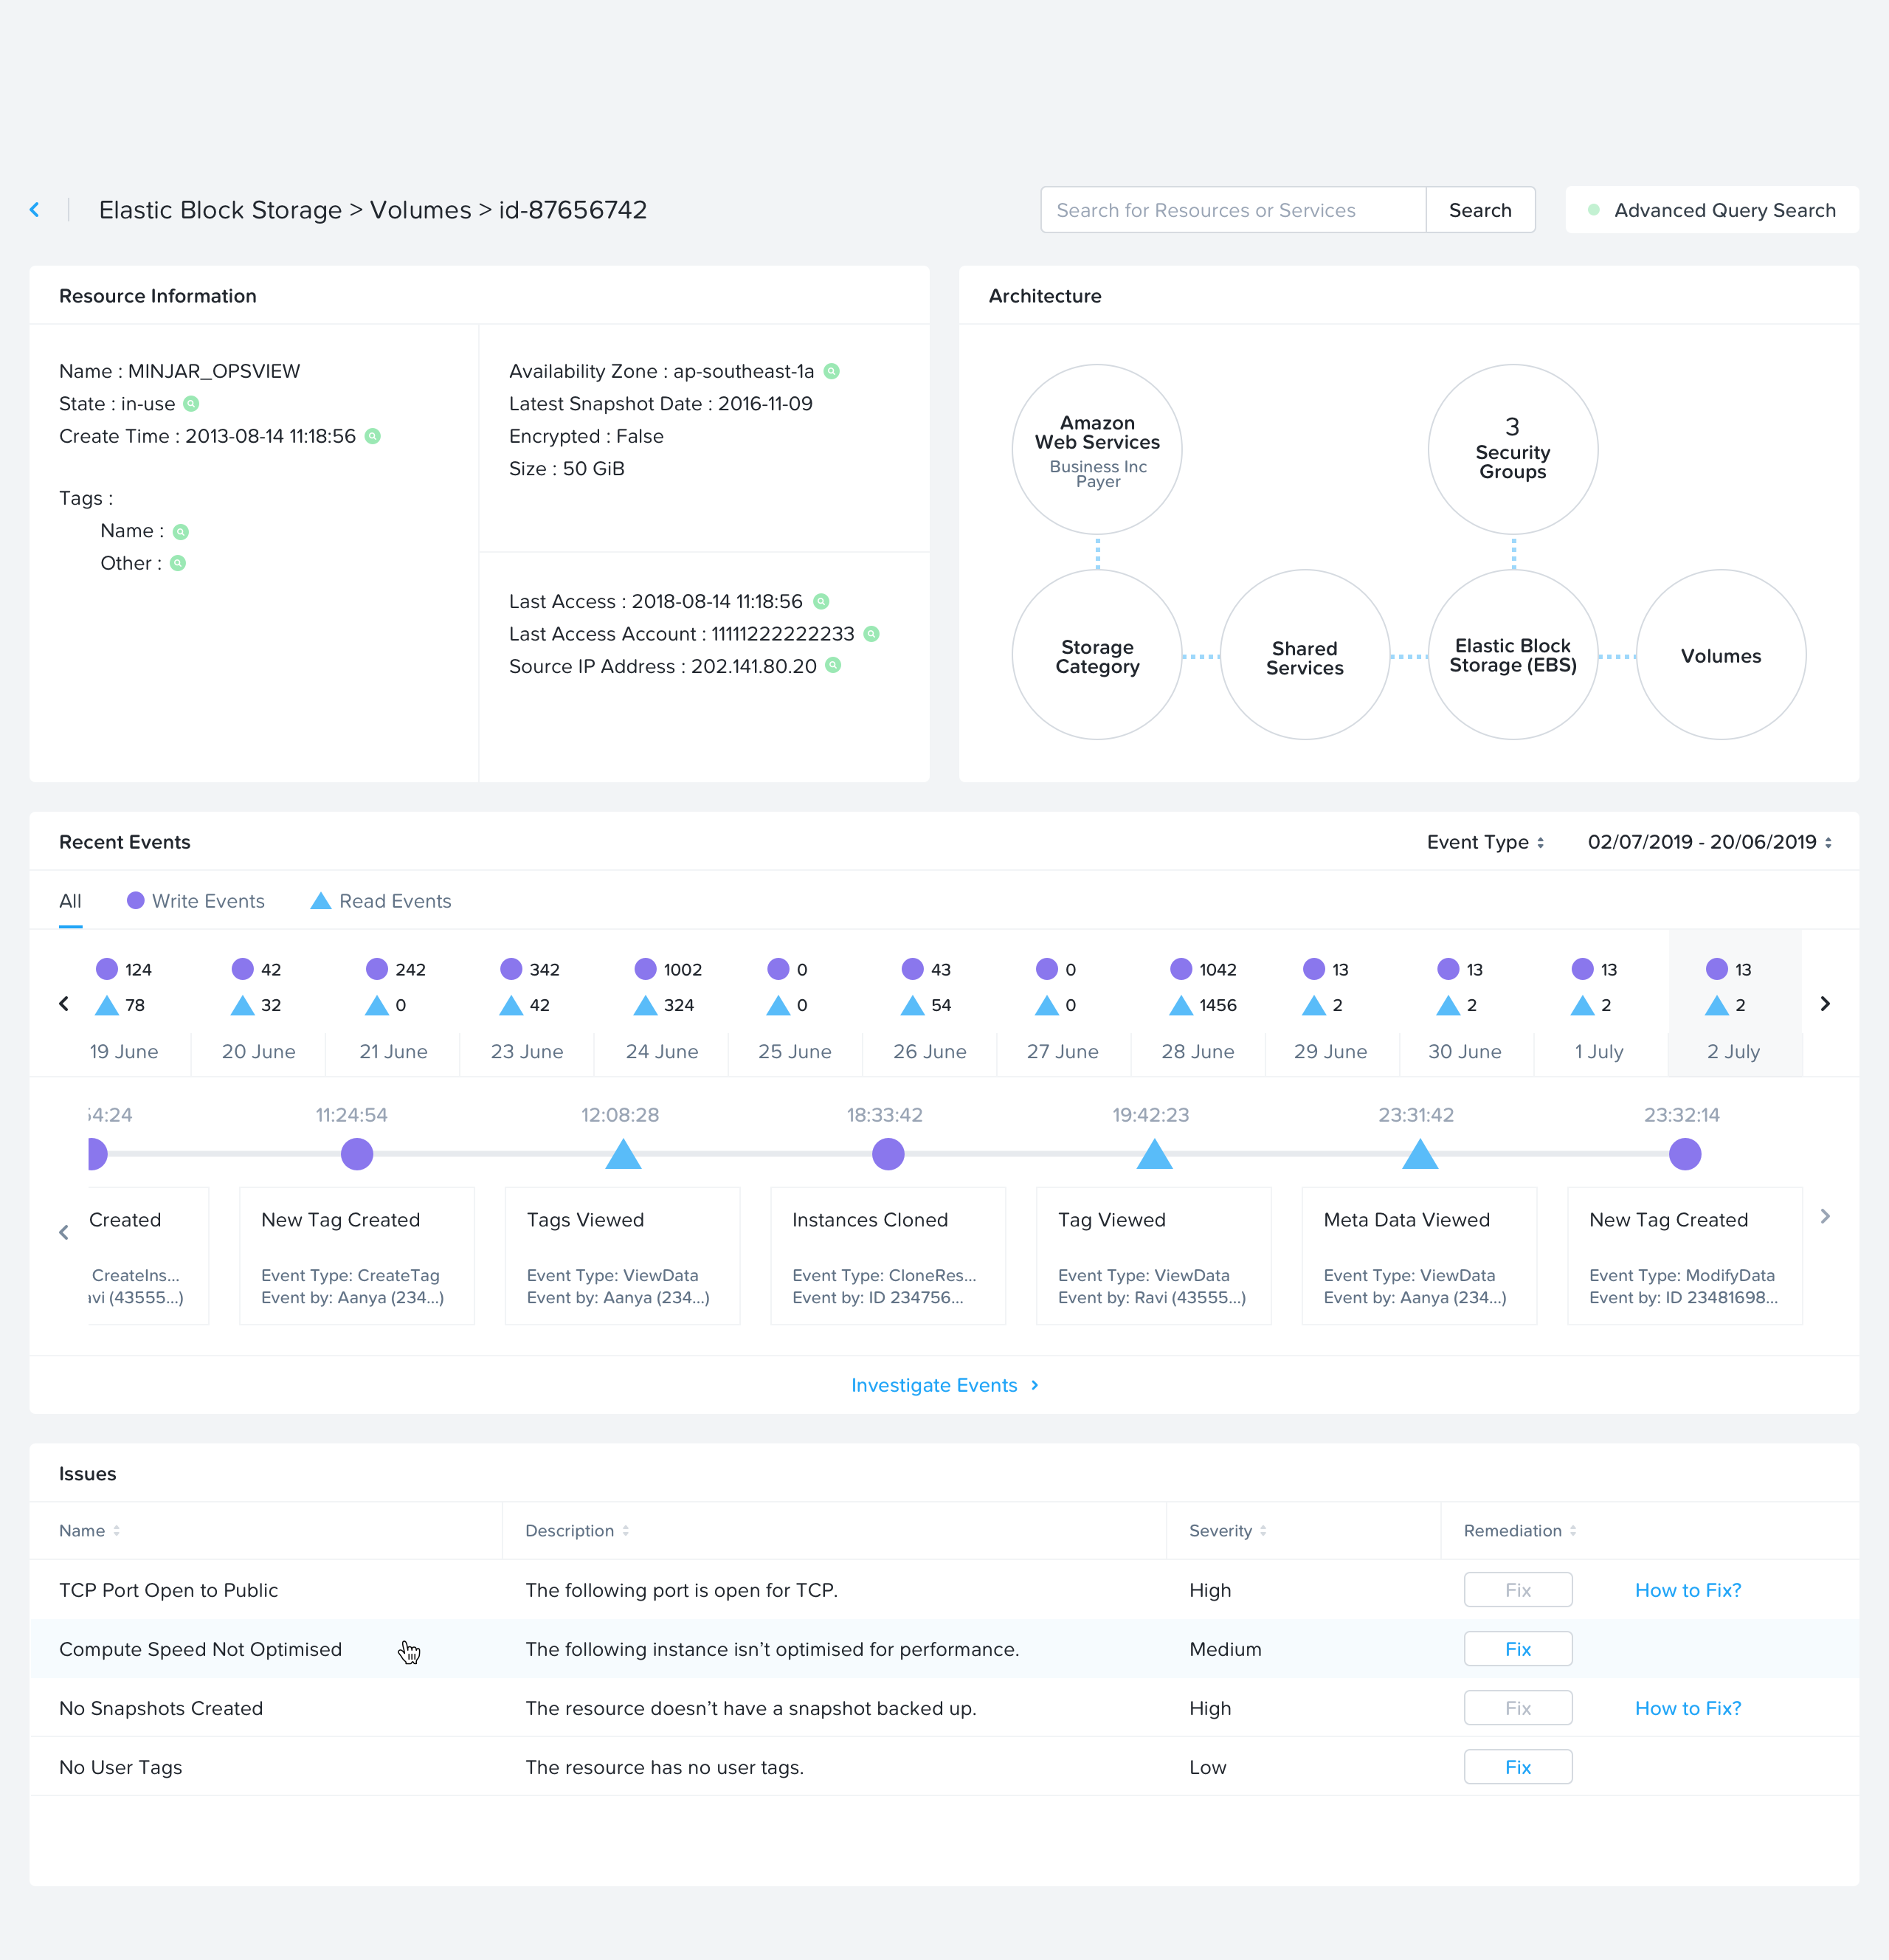 Elastic Block Storage > Volumes > id-87656742
Search for Resources or Services
Search
Advanced Query Search
Resource Information
Name : MINJAR_OPSVIEW
State : in-use
Create Time : 2013-08-14 11:18:56
Tags :
Name :
Other :
Availability Zone : ap-southeast-1a
Latest Snapshot Date : 2016-11-09
Encrypted : False
Size : 50 GiB
Last Access : 2018-08-14 11:18:56
Last Access Account : 11111222222233
Source IP Address : 202.141.80.20
Architecture
Amazon
Web Services
Business Inc
Payer
3
Security
Groups
Storage
Category
Shared
Services
Elastic Block
Storage (EBS)
Volumes
Recent Events
Event Type
02/07/2019 - 20/06/2019
All
Write Events
Read Events
124 42 242 342 1002 0 43 0 1042 13 13 13 13
78 32 0 42 324 0 54 0 1456 2 2 2 2
19 June 20 June 21 June 23 June 24 June 25 June 26 June 27 June 28 June 29 June 30 June 1 July 2 July
4:24 11:24:54 12:08:28 18:33:42 19:42:23 23:31:42 23:32:14
Created
CreateIns...
avi (43555...)
New Tag Created
Event Type: CreateTag
Event by: Aanya (234...)
Tags Viewed
Event Type: ViewData
Event by: Aanya (234...)
Instances Cloned
Event Type: CloneRes...
Event by: ID 234756...
Tag Viewed
Event Type: ViewData
Event by: Ravi (43555...)
Meta Data Viewed
Event Type: ViewData
Event by: Aanya (234...)
New Tag Created
Event Type: ModifyData
Event by: ID 23481698...
Investigate Events
Issues
Name Description Severity Remediation
TCP Port Open to Public The following port is open for TCP. High Fix How to Fix?
Compute Speed Not Optimised The following instance isn't optimised for performance. Medium Fix
No Snapshots Created The resource doesn't have a snapshot backed up. High Fix How to Fix?
No User Tags The resource has no user tags. Low Fix